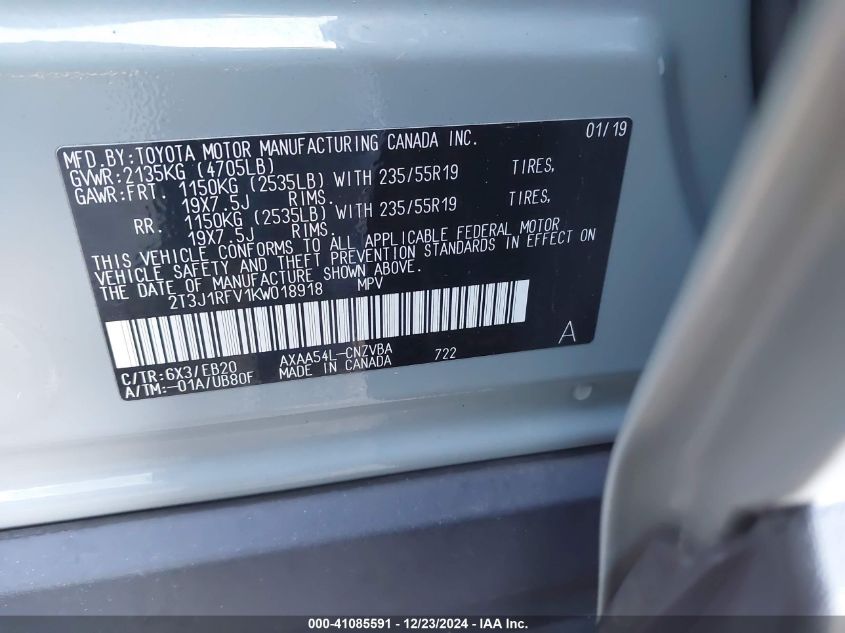 MFD.BY:TOYOTA MOTOR MANUFACTURING CANADA INC. 01/19
GVWR:2135KG (4705LB)
GAWR:FRT. 1150KG (2535LB) WITH 235/55R19 TIRES,
19X7.5J RIMS.
RR. 1150KG (2535LB) WITH 235/55R19 TIRES,
19X7.5J RIMS.
THIS VEHICLE CONFORMS TO ALL APPLICABLE FEDERAL MOTOR
VEHICLE SAFETY AND THEFT PREVENTION STANDARDS IN EFFECT ON
THE DATE OF MANUFACTURE SHOWN ABOVE.
2T3J1RFV1KW018918 MPV
A
C/TR:6X3/EB20 AXAA54L-CNZVBA 722
A/TM:-01A/UB80F MADE IN CANADA
000-41085591 - 12/23/2024 - IAAI.com